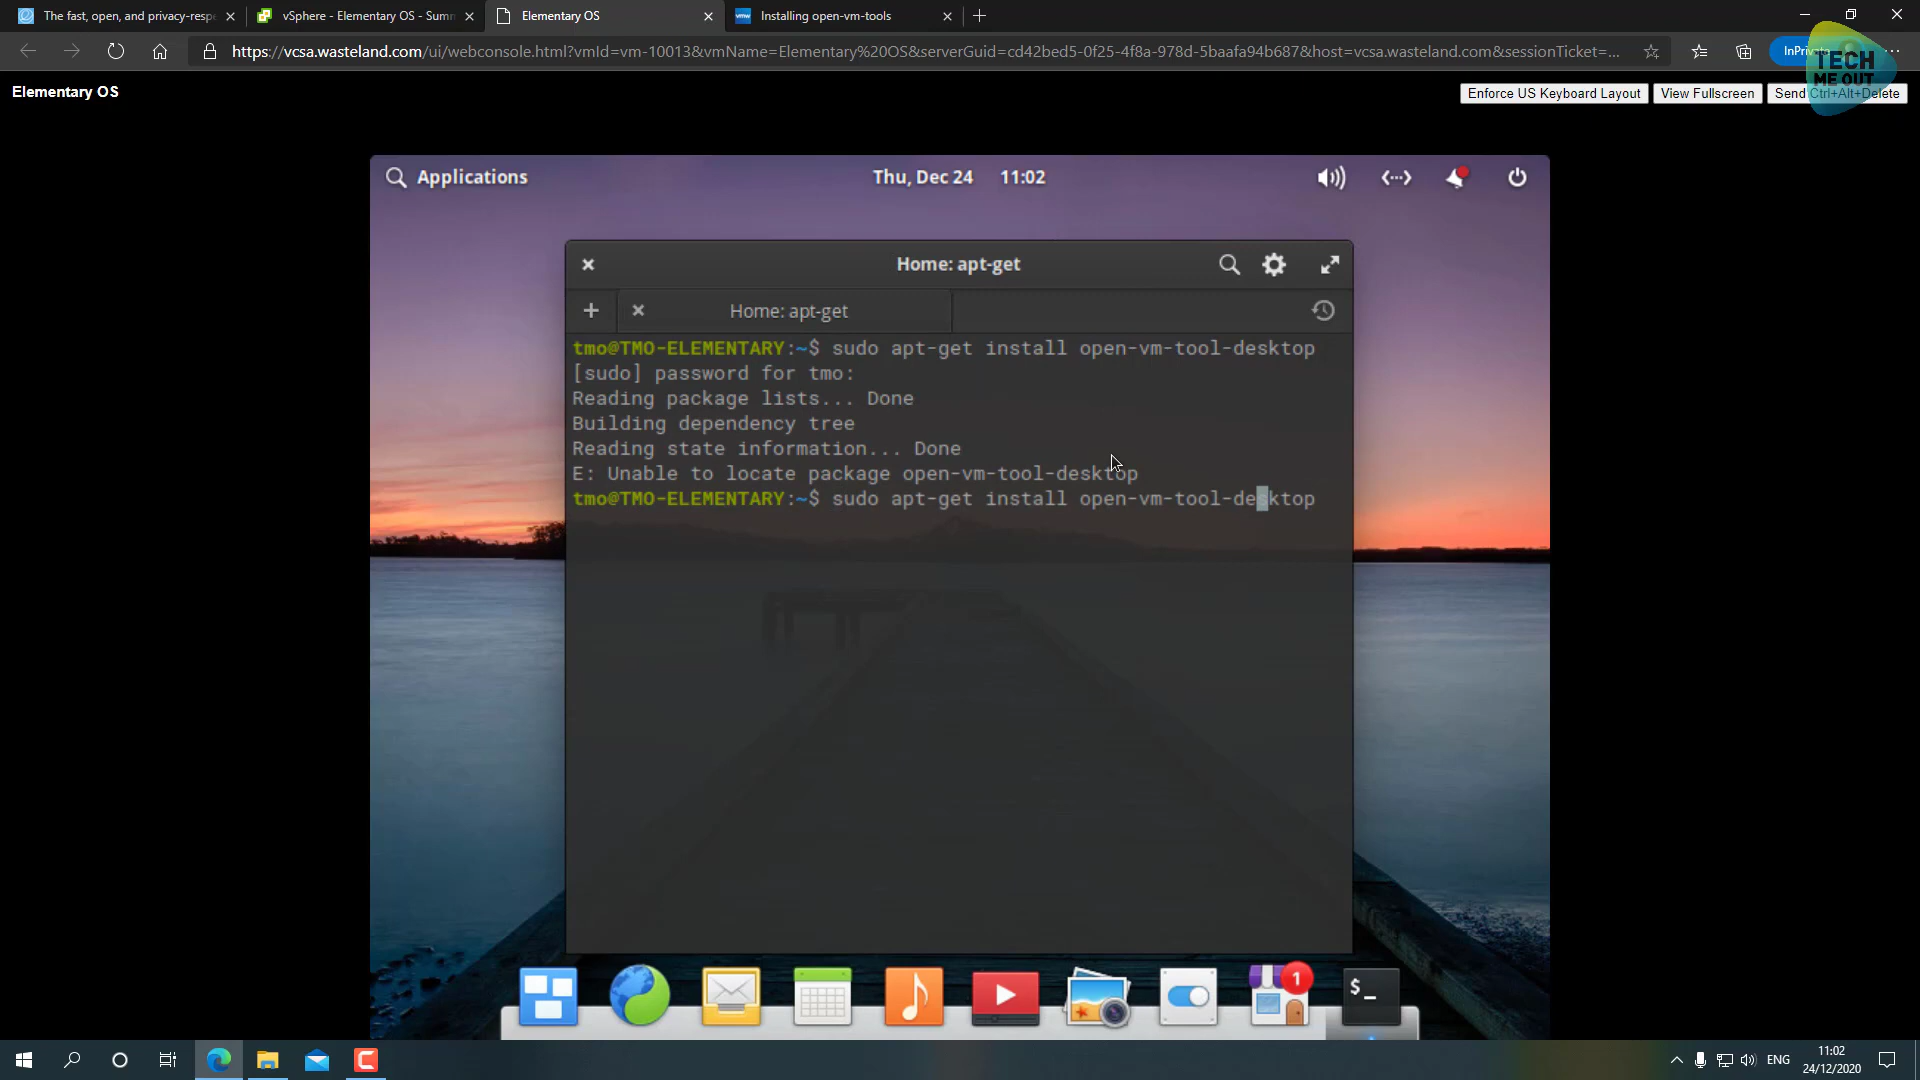 The fast, open, and privacy-resp
vSphere - Elementary OS - Summ
Elementary OS
vmw
Installing open-vm-tools
https://vcsa.wasteland.com/ui/webconsole.html?vmId=vm-10013&vmName=Elementary%20OS&serverGuid=cd42bed5-0f25-4f8a-978d-5baafa94b687&host=vcsa.wasteland.com&sessionTicket=...
InPrivate
TECH
ME OUT
Elementary OS
Enforce US Keyboard Layout
View Fullscreen
Send Ctrl+Alt+Delete
Applications
Thu, Dec 24 11:02
Home: apt-get
Home: apt-get
tmo@TMO-ELEMENTARY:~$ sudo apt-get install open-vm-tool-desktop
[sudo] password for tmo:
Reading package lists... Done
Building dependency tree
Reading state information... Done
E: Unable to locate package open-vm-tool-desktop
tmo@TMO-ELEMENTARY:~$ sudo apt-get install open-vm-tool-desktop
1
$_
ENG
11:02
24/12/2020